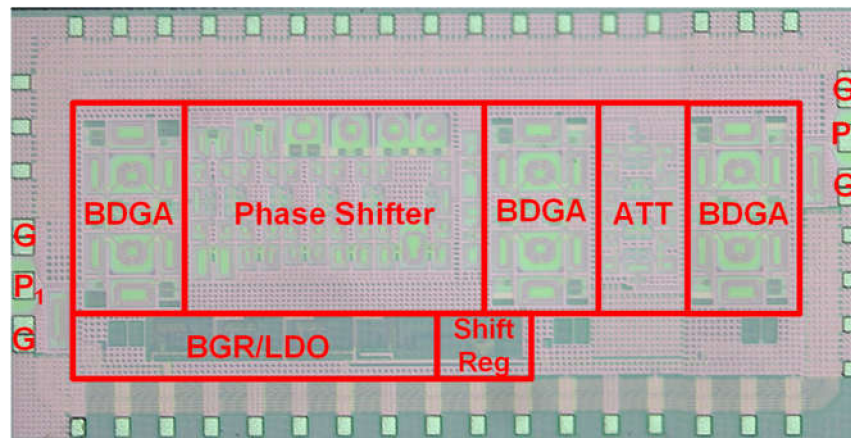 G
P
G
BDGA
Phase Shifter
BDGA
ATT
BDGA
G
P1
G
BGR/LDO
Shift
Reg